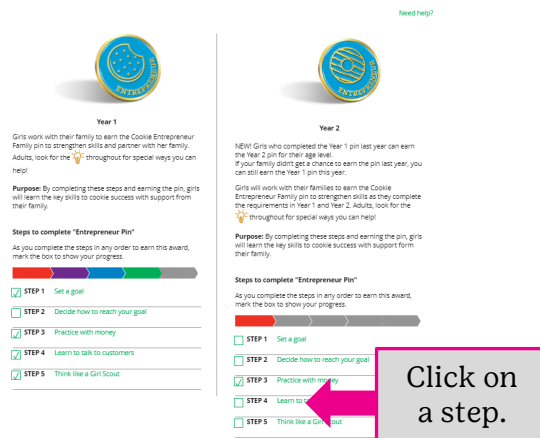 Need help?
ENTREPRENEUR
Year 1
Girls work with their family to earn the Cookie Entrepreneur
Family pin to strengthen skills and partner with her family.
Adults, look for the throughout for special ways you can
help!
Purpose: By completing these steps and earning the pin, girls
will learn the key skills to cookie success with support from
their family.
Steps to complete "Entrepreneur Pin"
As you complete the steps in any order to earn this award,
mark the box to show your progress.
STEP 1 Set a goal
STEP 2 Decide how to reach your goal
STEP 3 Practice with money
STEP 4 Learn to talk to customers
STEP 5 Think like a Girl Scout
ENTREPRENEUR
Year 2
NEW! Girls who completed the Year 1 pin last year can earn
the Year 2 pin for their age level.
If your family didn't get a chance to earn the pin last year, you
can still earn the Year 1 pin this year.
Girls will work with their families to earn the Cookie
Entrepreneur Family pin to strengthen skills as they complete
the requirements in Year 1 and Year 2. Adults, look for the
throughout for special ways you can help!
Purpose: By completing these steps and earning the pin, girls
will learn the key skills to cookie success with support form
their family.
Steps to complete "Entrepreneur Pin"
As you complete the steps in any order to earn this award,
mark the box to show your progress.
STEP 1 Set a goal
STEP 2 Decide how to reach your goal
STEP 3 Practice with money
STEP 4 Learn to
STEP 5 Think like a Girl Scout
Click on
a step.